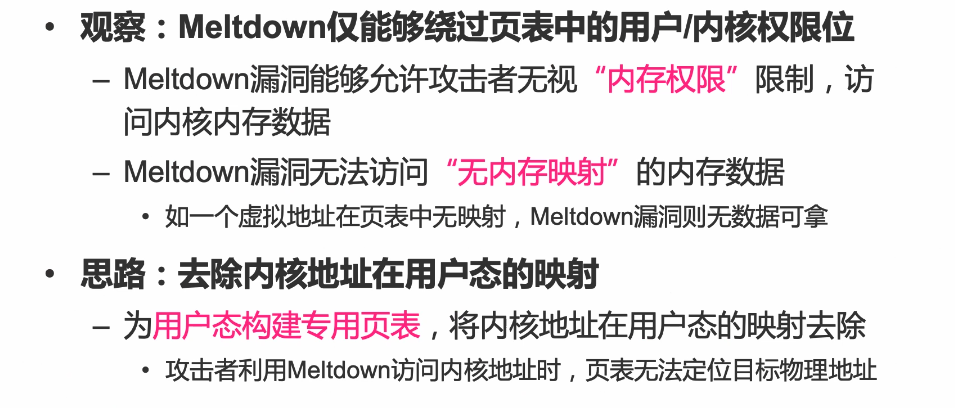 • 观察：Meltdown仅能够绕过页表中的用户/内核权限位
– Meltdown漏洞能够允许攻击者无视“内存权限”限制，访
问内核内存数据
– Meltdown漏洞无法访问“无内存映射”的内存数据
• 如一个虚拟地址在页表中无映射，Meltdown漏洞则无数据可拿
• 思路：去除内核地址在用户态的映射
– 为用户态构建专用页表，将内核地址在用户态的映射去除
• 攻击者利用Meltdown访问内核地址时，页表无法定位目标物理地址